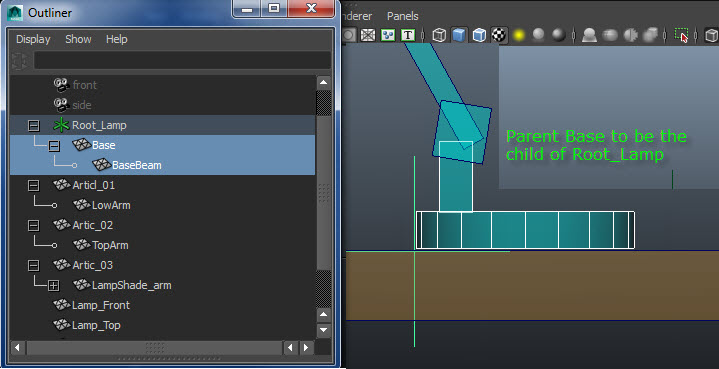 Outliner
Display Show Help
front
side
Root_Lamp
Base
BaseBeam
Articl_01
LowArm
Artic_02
TopArm
Artic_03
LampShade_arm
Lamp_Front
Lamp_Top
nderer Panels
T
Parent Base to be the
child of Root_Lamp